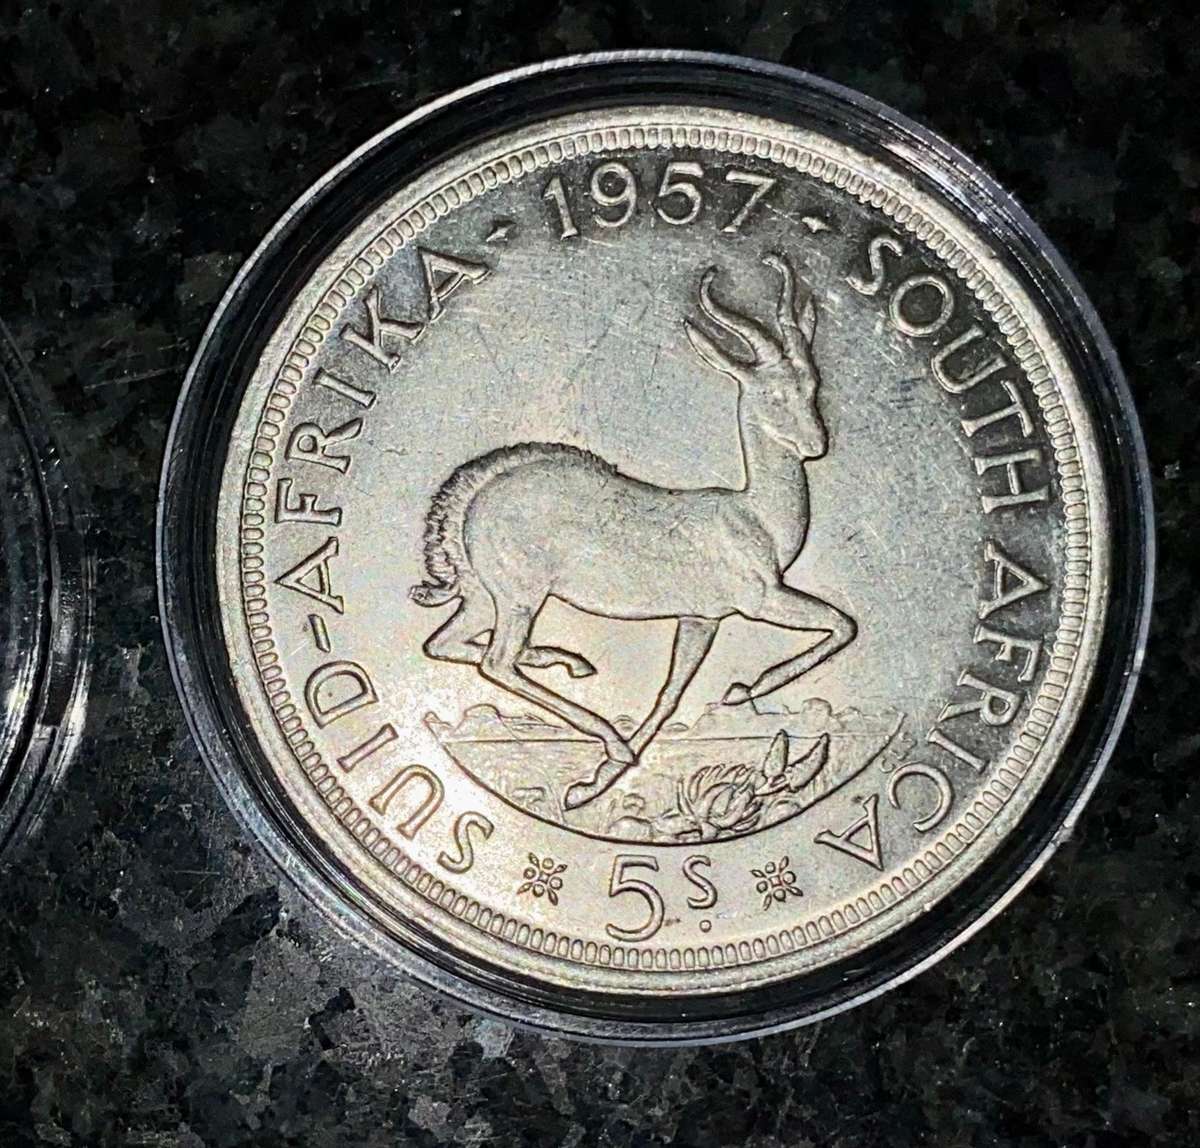 SUID-AFRIKA · 1957 · SOUTH AFRICA
5S.